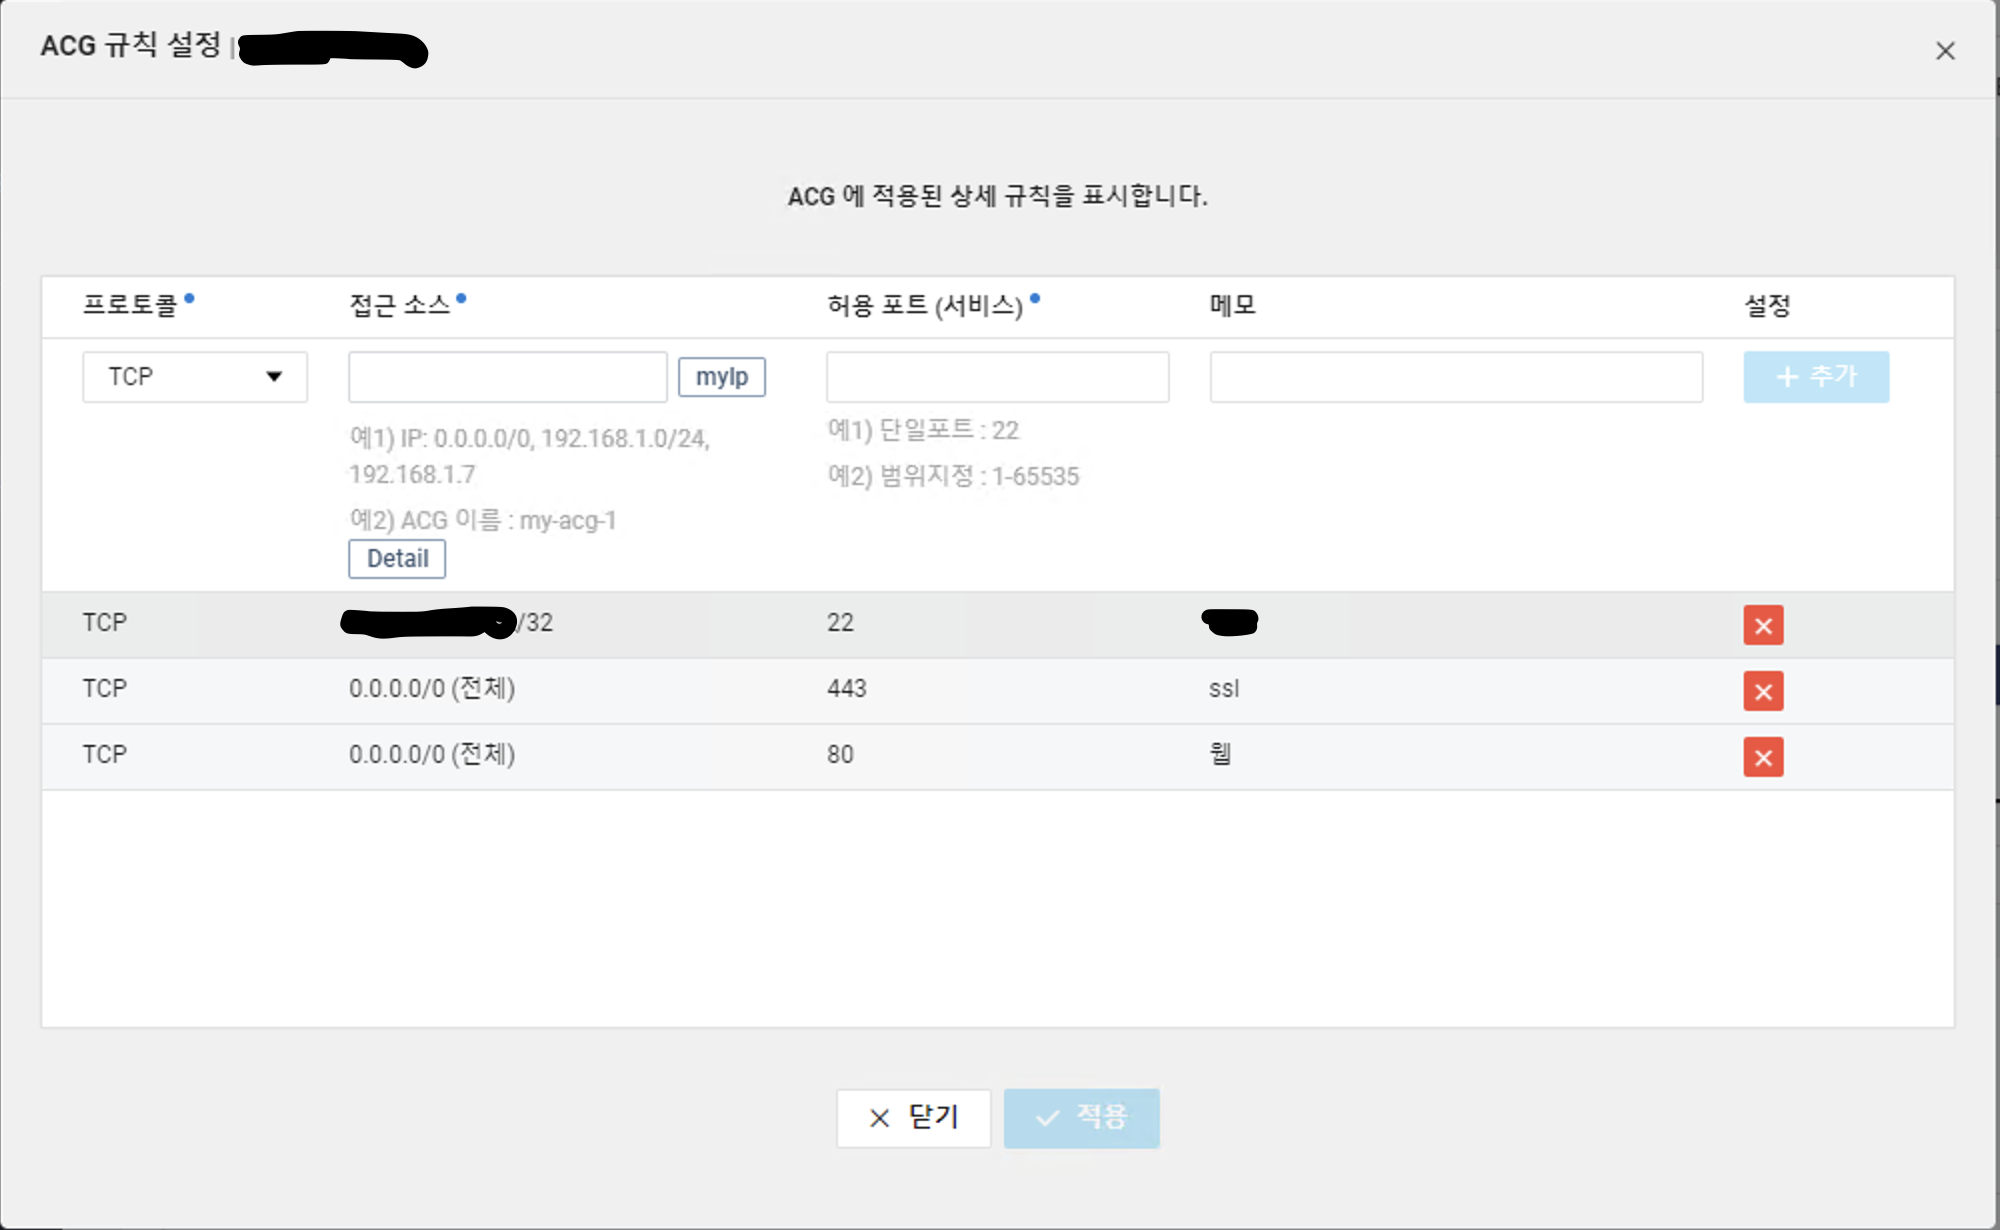 ACG 규칙 설정 |
ACG 에 적용된 상세 규칙을 표시합니다.
프로토콜 접근 소스 허용 포트 (서비스) 메모 설정
TCP myIp + 추가
예1) IP: 0.0.0.0/0, 192.168.1.0/24,
192.168.1.7
예2) ACG 이름 : my-acg-1
Detail
예1) 단일포트 : 22
예2) 범위지정 : 1-65535
TCP /32 22
TCP 0.0.0.0/0 (전체) 443 ssl
TCP 0.0.0.0/0 (전체) 80 웹
닫기 적용